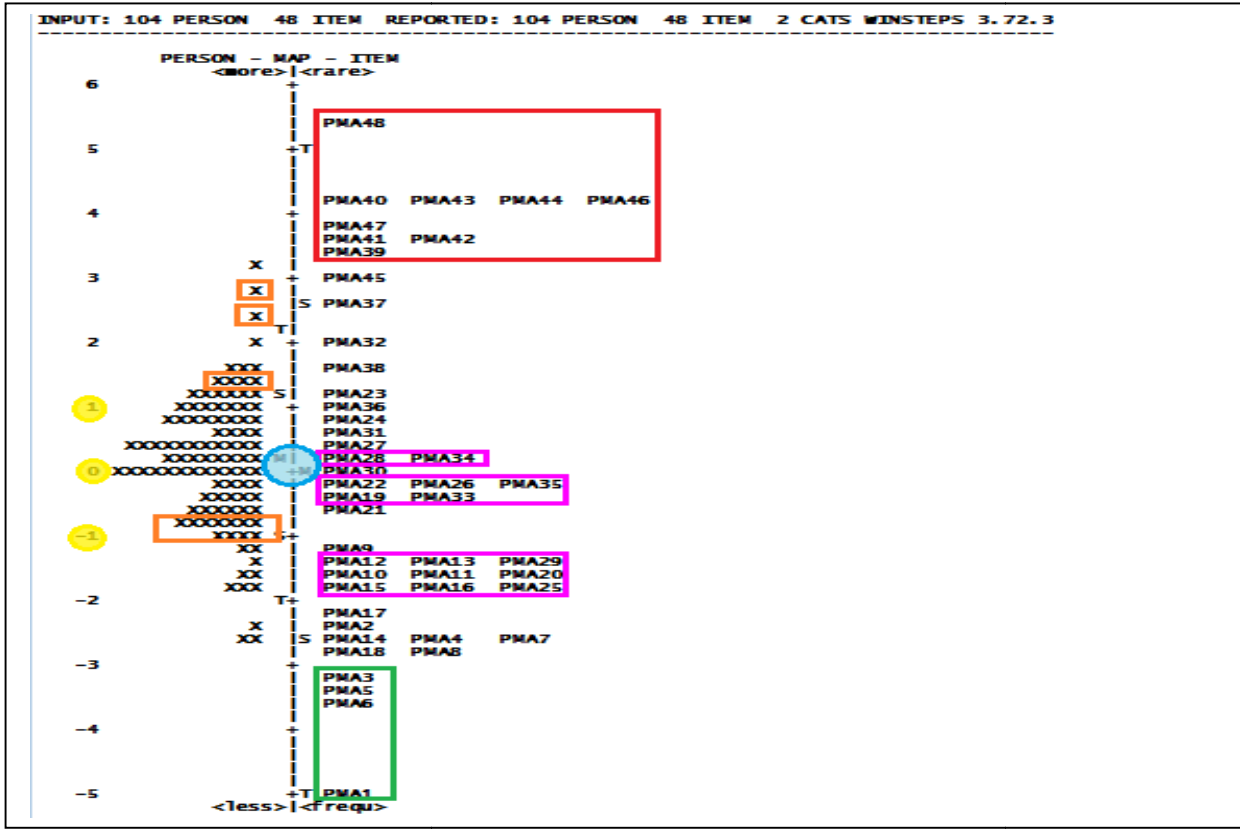 INPUT: 104 PERSON 48 ITEM REPORTED: 104 PERSON 48 ITEM 2 CATS WINSTEPS 3.72.3
PERSON - MAP - ITEM
<more>|<rare>
6 +
| PMA48
5 +T
| PMA40 PMA43 PMA44 PMA46
4 +
| PMA47
| PMA41 PMA42
| PMA39
X |
3 + PMA45
X |
|S PMA37
X |
T|
2 X + PMA32
XXX | PMA38
XXXX |
XXXXXX S| PMA23
1 XXXXXXX + PMA36
XXXXXXXX | PMA24
XXXX | PMA31
XXXXXXXXXXX | PMA27
XXXXXXXX M| PMA28 PMA34
0 XXXXXXXXXXXX +M PMA30
XXXX | PMA22 PMA26 PMA35
XXXXX | PMA19 PMA33
XXXXXX | PMA21
XXXXXXX |
-1 XXXX S+
XX | PMA9
X | PMA12 PMA13 PMA29
XX | PMA10 PMA11 PMA20
XXX | PMA15 PMA16 PMA25
-2 T+
| PMA17
X | PMA2
XX |S PMA14 PMA4 PMA7
| PMA18 PMA8
-3 +
| PMA3
| PMA5
| PMA6
-4 +
-5 +T PMA1
<less>|<frequ>